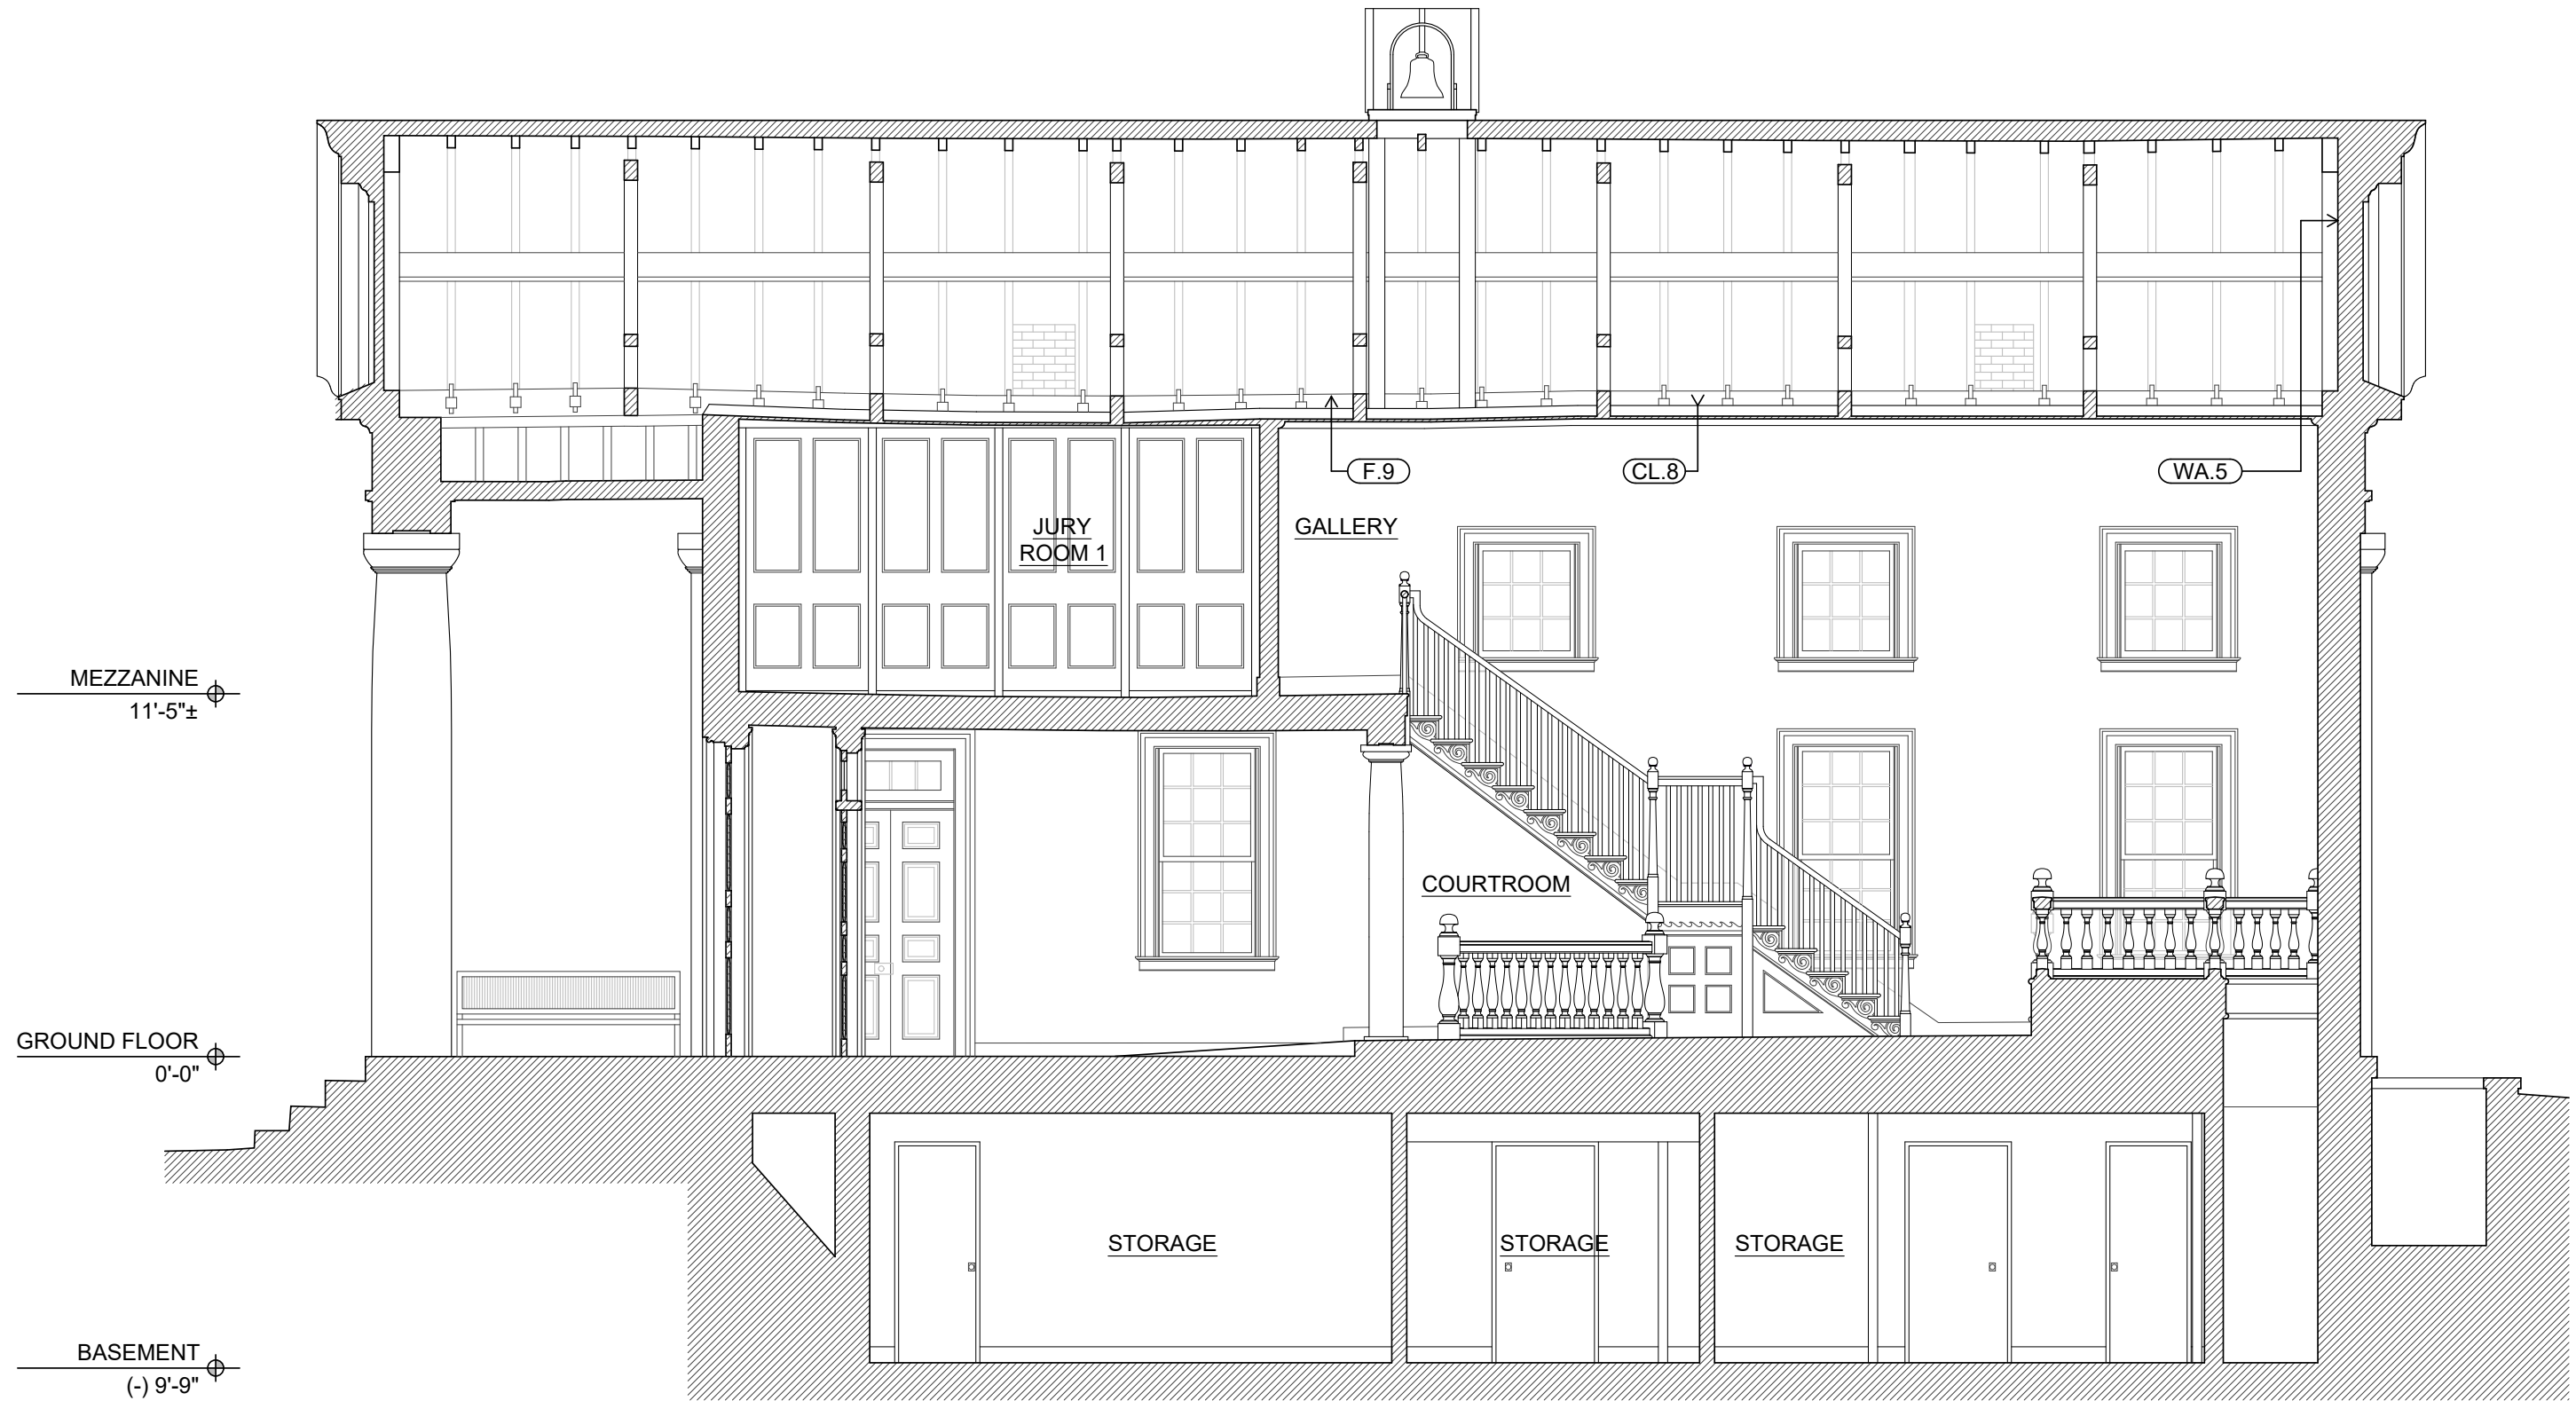 F.9
CL.8
WA.5
JURY
ROOM 1
GALLERY
MEZZANINE
11'-5"±
COURTROOM
GROUND FLOOR
0'-0"
STORAGE
STORAGE
STORAGE
BASEMENT
(-) 9'-9"